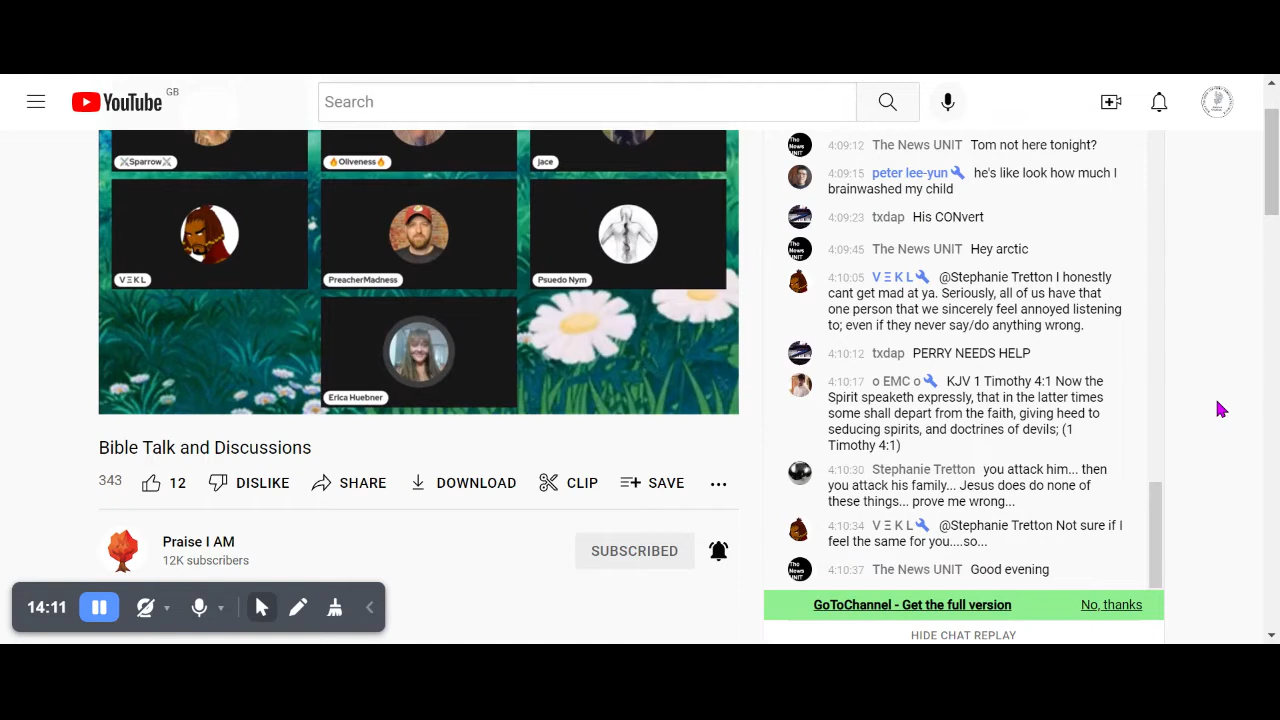 YouTube GB
Search
⚔Sparrow⚔
🔥Oliveness🔥
jace
V Ξ K L
PreacherMadness
Psuedo Nym
Erica Huebner
Bible Talk and Discussions
343
12
DISLIKE
SHARE
DOWNLOAD
CLIP
SAVE
Praise I AM
12K subscribers
SUBSCRIBED
14:11
4:09:12 The News UNIT Tom not here tonight?
4:09:15 peter lee-yun he's like look how much I
brainwashed my child
4:09:23 txdap His CONvert
4:09:45 The News UNIT Hey arctic
4:10:05 V Ξ K L @Stephanie Tretton I honestly
cant get mad at ya. Seriously, all of us have that
one person that we sincerely feel annoyed listening
to; even if they never say/do anything wrong.
4:10:12 txdap PERRY NEEDS HELP
4:10:17 o EMC o KJV 1 Timothy 4:1 Now the
Spirit speaketh expressly, that in the latter times
some shall depart from the faith, giving heed to
seducing spirits, and doctrines of devils; (1
Timothy 4:1)
4:10:30 Stephanie Tretton you attack him... then
you attack his family... Jesus does do none of
these things... prove me wrong...
4:10:34 V Ξ K L @Stephanie Tretton Not sure if I
feel the same for you....so...
The News UNIT
4:10:37 The News UNIT Good evening
GoToChannel - Get the full version
No, thanks
HIDE CHAT REPLAY